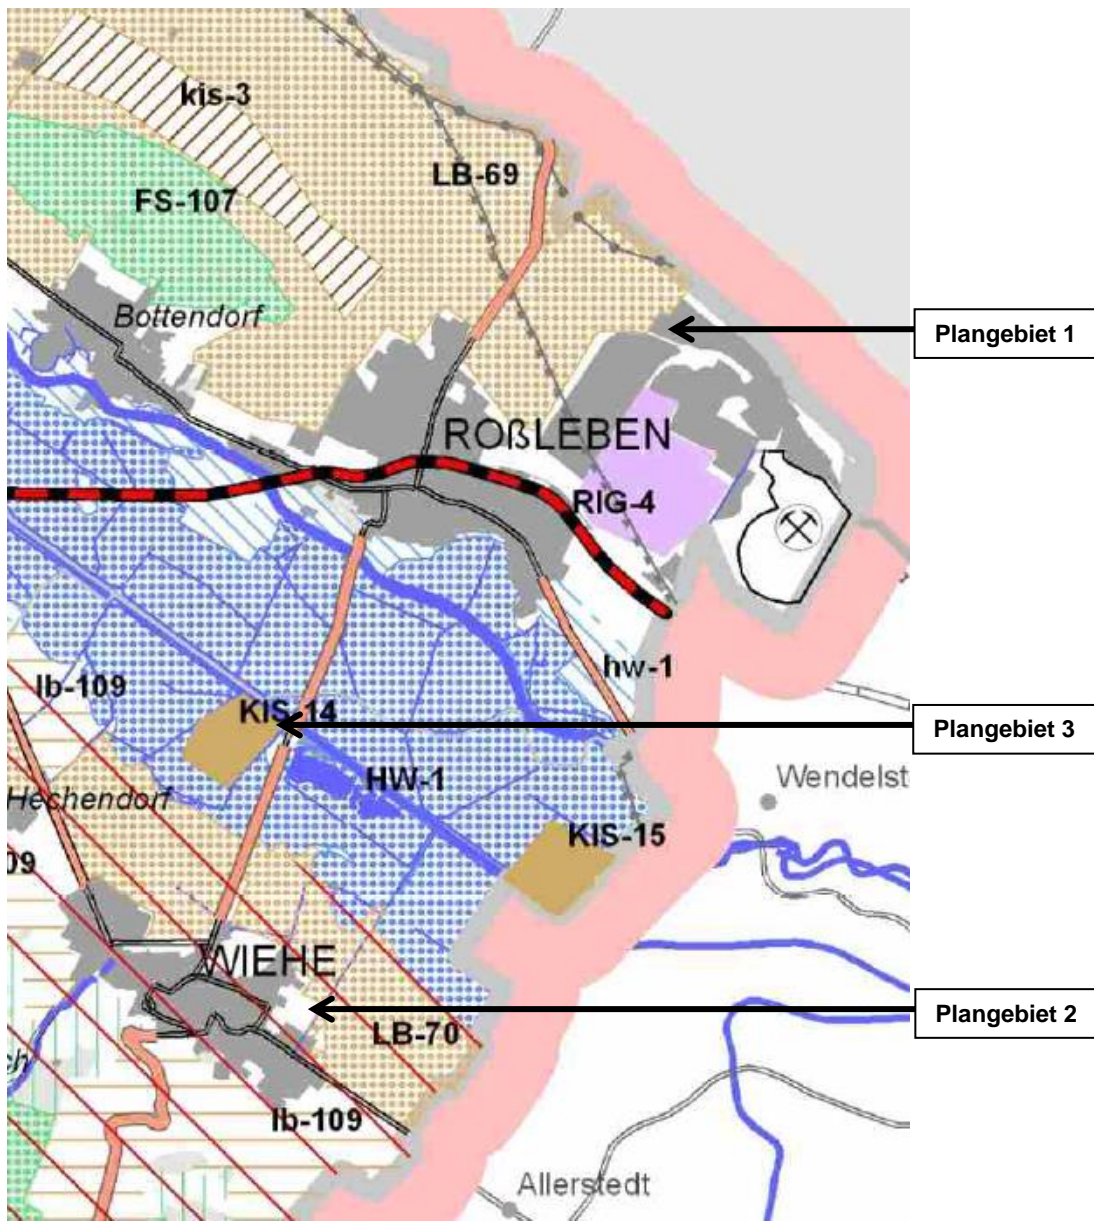 kis-3
LB-69
FS-107
Bottendorf
Plangebiet 1
ROßLEBEN
RIG-4
hw-1
lb-109
KIS-14
Plangebiet 3
HW-1
Wendelst
Hechendorf
KIS-15
09
WIEHE
Plangebiet 2
LB-70
ch
lb-109
Allerstedt